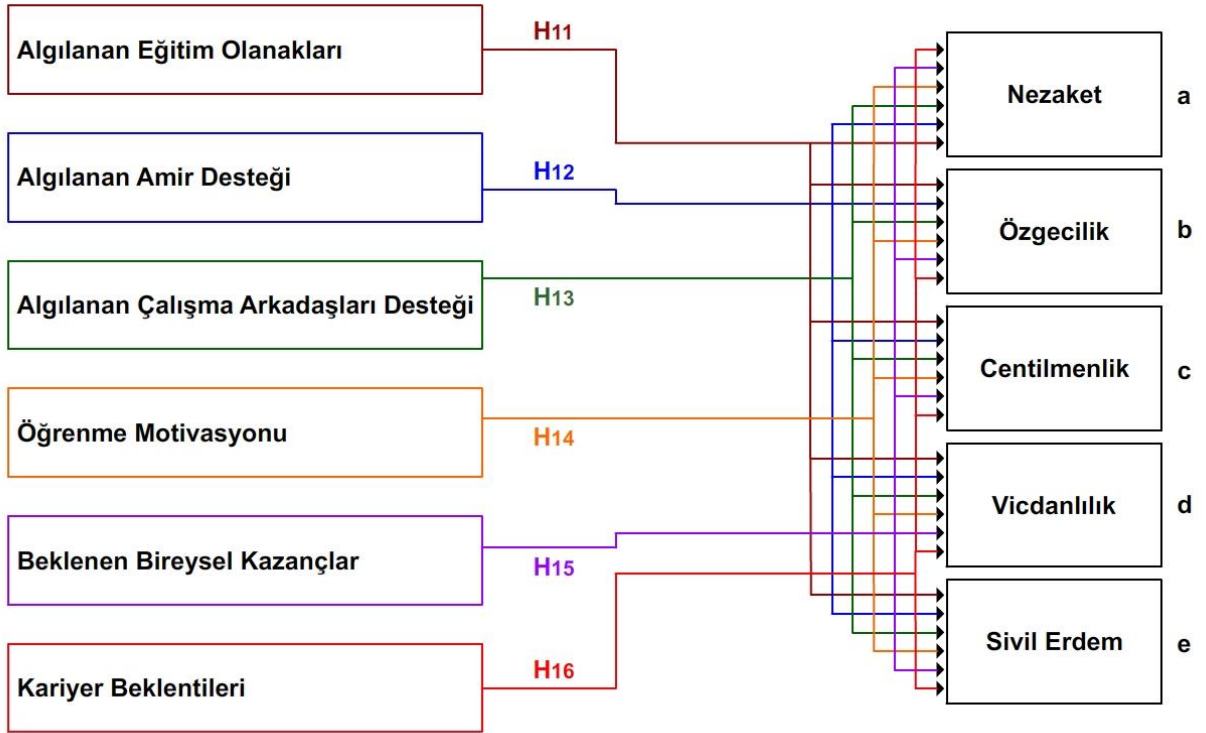 Algılanan Eğitim Olanakları
H11
Nezaket
a
Algılanan Amir Desteği
H12
Özgecilik
b
Algılanan Çalışma Arkadaşları Desteği
H13
Centilmenlik
c
Öğrenme Motivasyonu
H14
Vicdanlılık
d
Beklenen Bireysel Kazançlar
H15
Sivil Erdem
e
Kariyer Beklentileri
H16